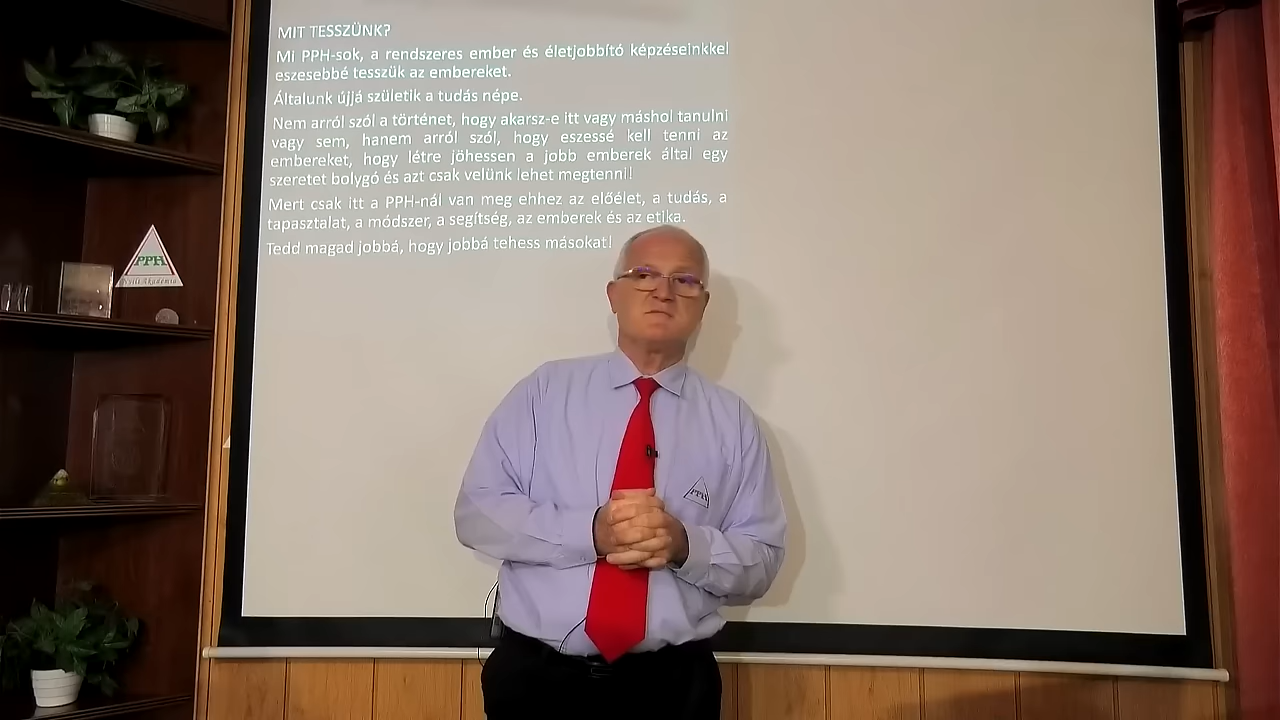 MIT TESSZÜNK?
Mi PPH-sok, a rendszeres ember és életjobbító képzéseinkkel
eszesebbé tesszük az embereket.
Általunk újjá születik a tudás népe.
Nem arról szól a történet, hogy akarsz-e itt vagy máshol tanulni
vagy sem, hanem arról szól, hogy eszessé kell tenni az
embereket, hogy létre jöhessen a jobb emberek által egy
szeretet bolygó és azt csak velünk lehet megtenni!
Mert csak itt a PPH-nál van meg ehhez az előélet, a tudás, a
tapasztalat, a módszer, a segítség, az emberek és az etika.
Tedd magad jobbá, hogy jobbá tehess másokat!
PPH
Nyílt Akadémia
PPH